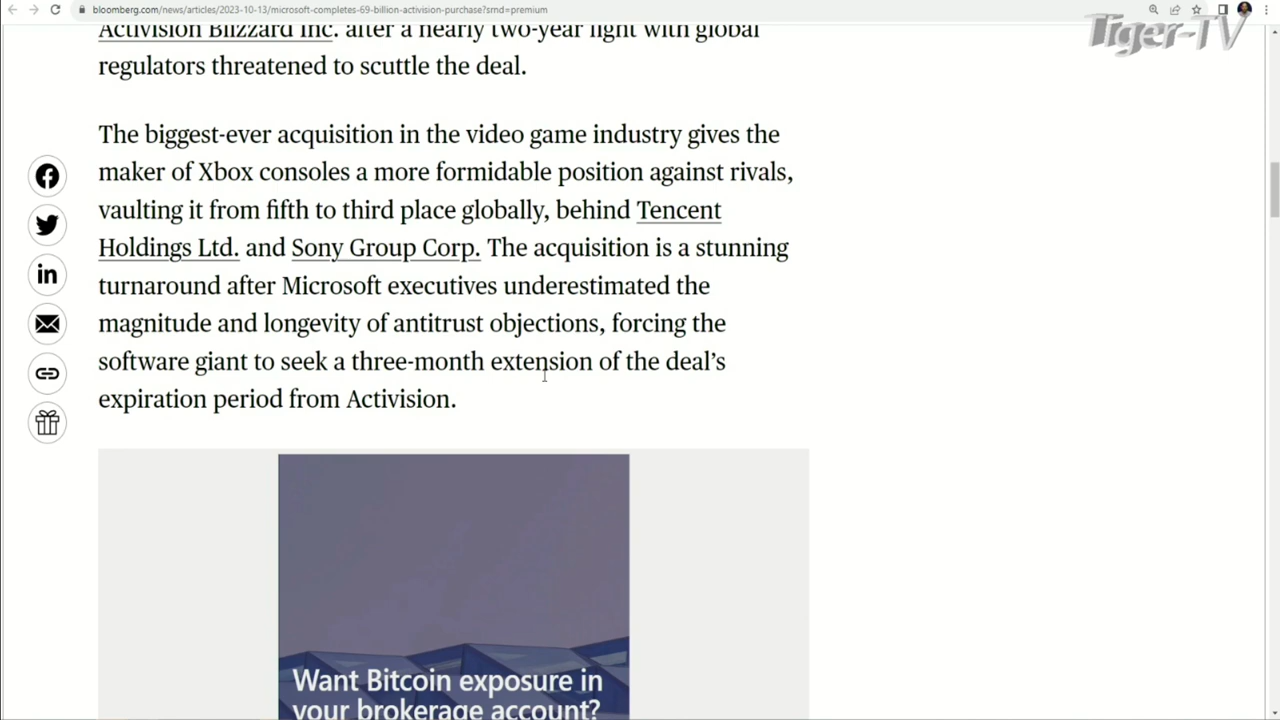 bloomberg.com/news/articles/2023-10-13/microsoft-completes-69-billion-activision-purchase?srnd=premium
Tiger-TV
Activision Blizzard Inc. after a nearly two-year fight with global
regulators threatened to scuttle the deal.
The biggest-ever acquisition in the video game industry gives the
maker of Xbox consoles a more formidable position against rivals,
vaulting it from fifth to third place globally, behind Tencent
Holdings Ltd. and Sony Group Corp. The acquisition is a stunning
turnaround after Microsoft executives underestimated the
magnitude and longevity of antitrust objections, forcing the
software giant to seek a three-month extension of the deal’s
expiration period from Activision.
in
Want Bitcoin exposure in
your brokerage account?